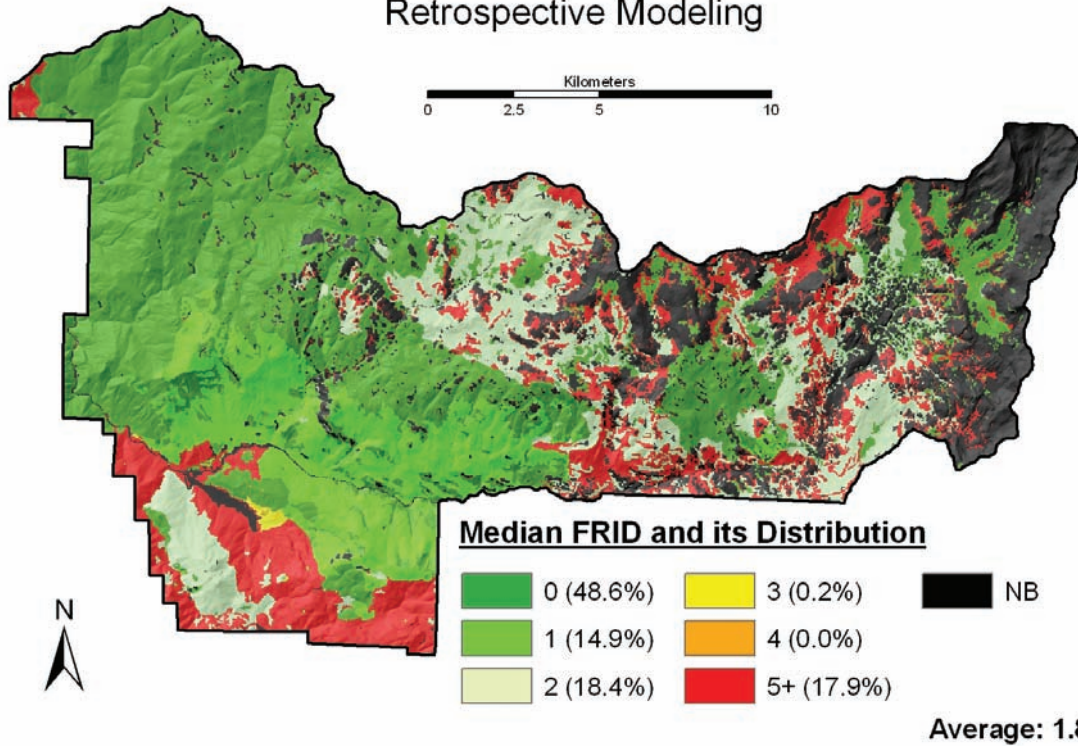 Retrospective Modeling
Kilometers
0 2.5 5 10
Median FRID and its Distribution
0 (48.6%) 3 (0.2%) NB
1 (14.9%) 4 (0.0%)
2 (18.4%) 5+ (17.9%)
N
Average: 1.8